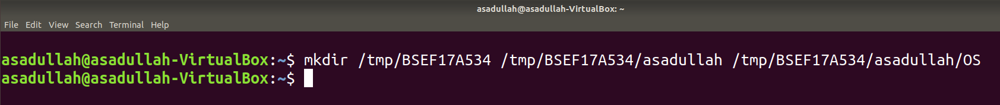 asadullah@asadullah-VirtualBox: ~
File Edit View Search Terminal Help
asadullah@asadullah-VirtualBox:~$ mkdir /tmp/BSEF17A534 /tmp/BSEF17A534/asadullah /tmp/BSEF17A534/asadullah/OS
asadullah@asadullah-VirtualBox:~$